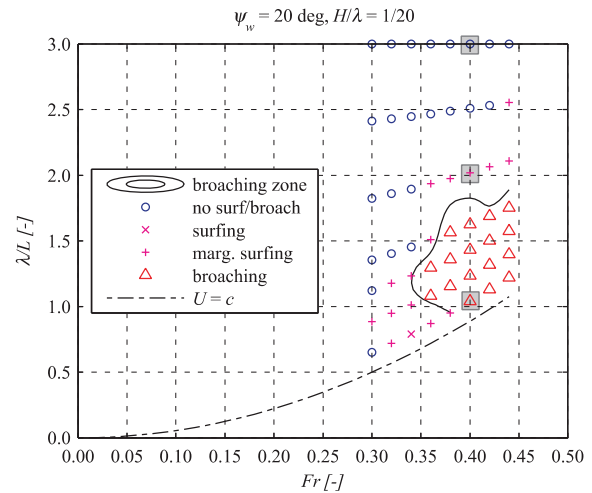 ψw = 20 deg, H/λ = 1/20
3.0
2.5
2.0
1.5
1.0
0.5
0.0
λ/L [-]
broaching zone
no surf/broach
surfing
marg. surfing
broaching
U = c
0.00 0.05 0.10 0.15 0.20 0.25 0.30 0.35 0.40 0.45 0.50
Fr [-]